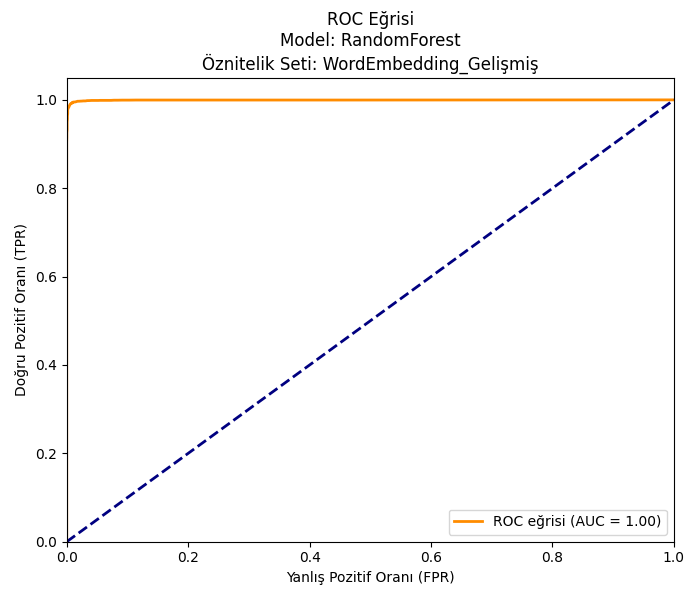 ROC Eğrisi
Model: RandomForest
Öznitelik Seti: WordEmbedding_Gelişmiş
1.0
0.8
0.6
0.4
0.2
0.0
Doğru Pozitif Oranı (TPR)
ROC eğrisi (AUC = 1.00)
0.0 0.2 0.4 0.6 0.8 1.0
Yanlış Pozitif Oranı (FPR)